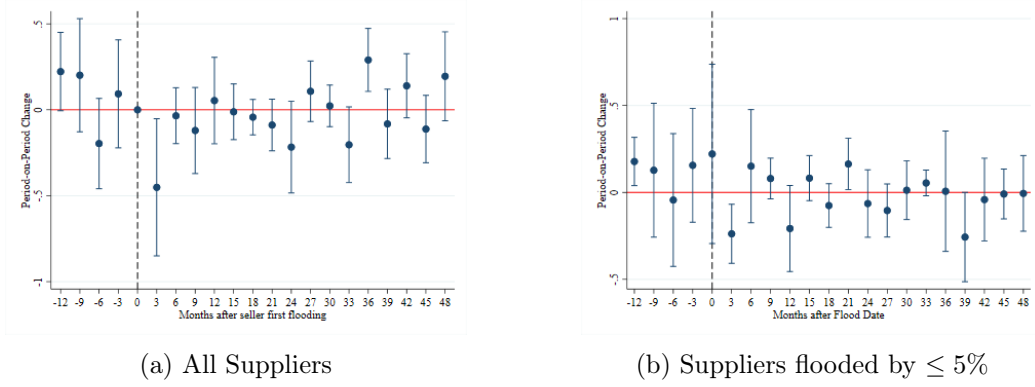 Period-on-Period Change
.5
0
-.5
-1
-12 -9 -6 -3 0 3 6 9 12 15 18 21 24 27 30 33 36 39 42 45 48
Months after seller first flooding
(a) All Suppliers
Period-on-Period Change
1
.5
0
-.5
-12 -9 -6 -3 0 3 6 9 12 15 18 21 24 27 30 33 36 39 42 45 48
Months after Flood Date
(b) Suppliers flooded by ≤ 5%